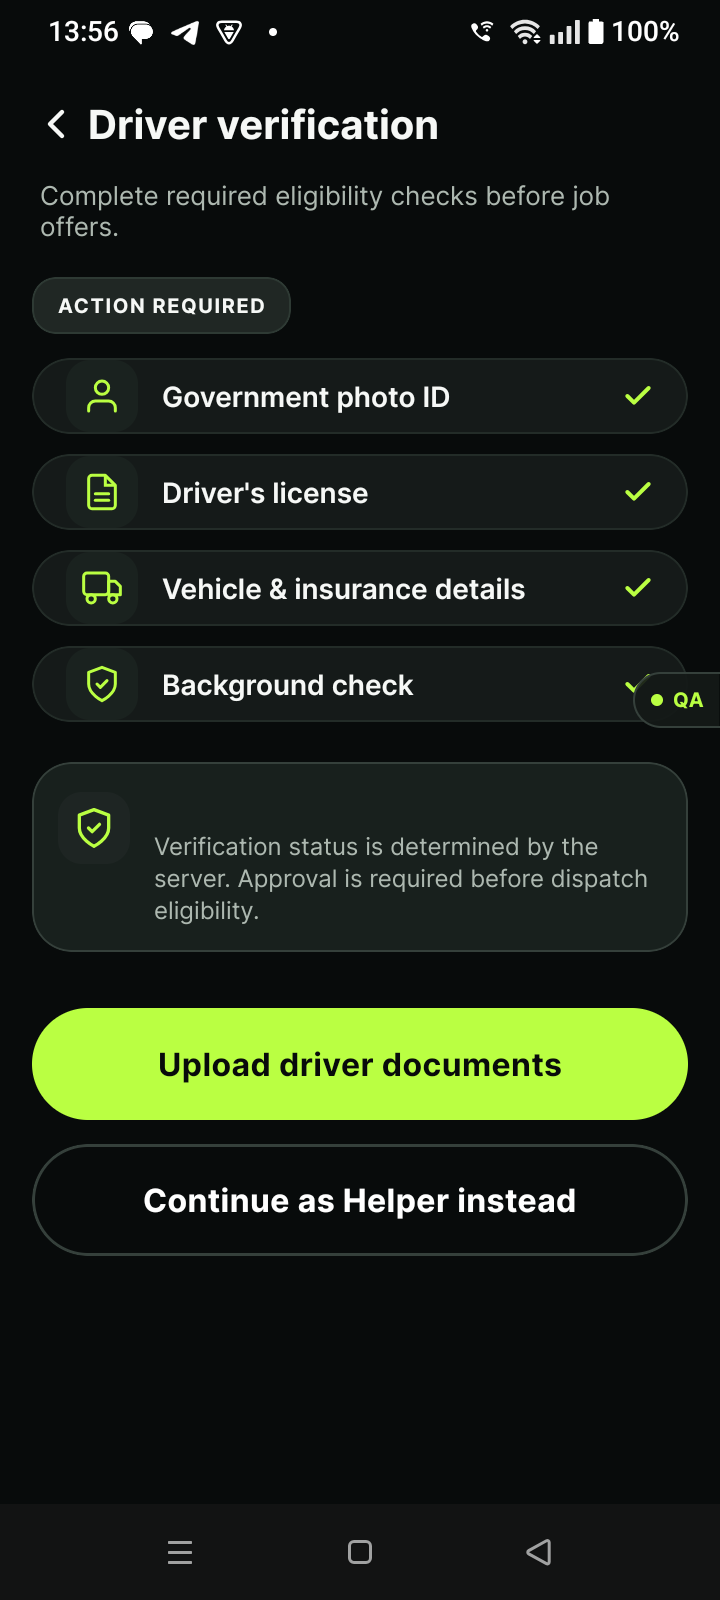 13:56
100%
Driver verification
Complete required eligibility checks before job
offers.
ACTION REQUIRED
Government photo ID
Driver's license
Vehicle & insurance details
Background check
QA
Verification status is determined by the
server. Approval is required before dispatch
eligibility.
Upload driver documents
Continue as Helper instead